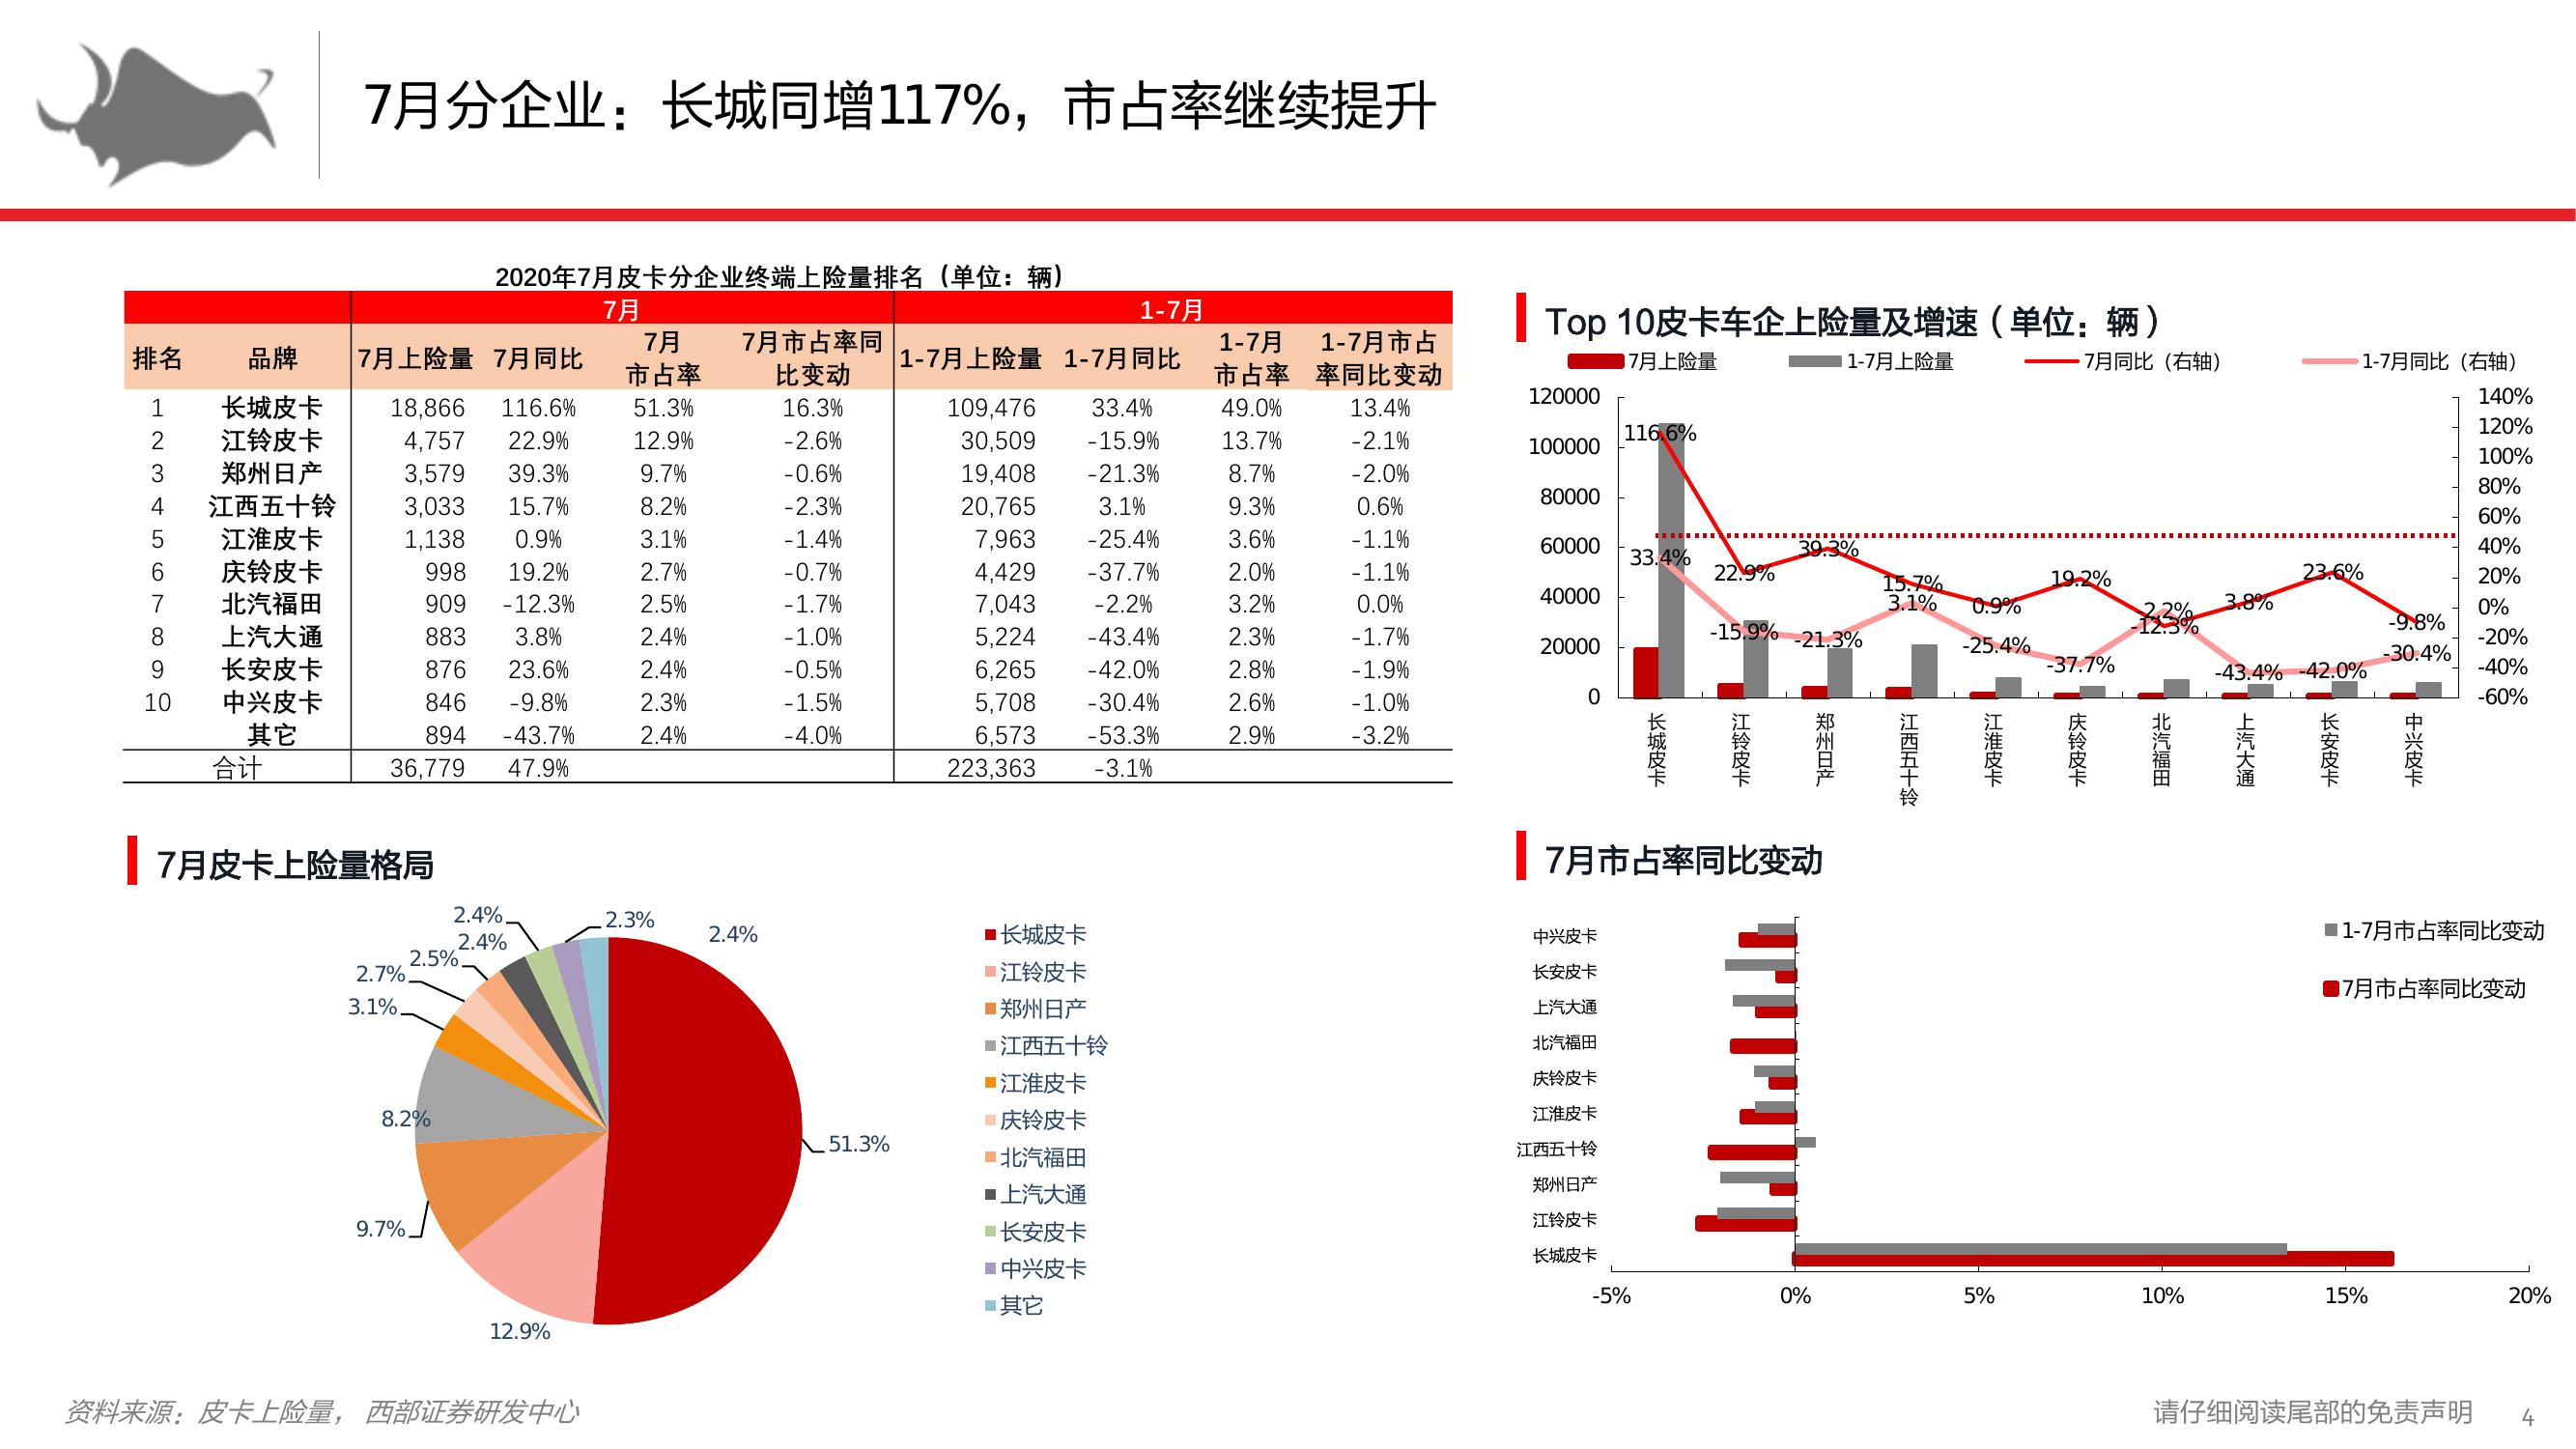 7月分企业：长城同增117%，市占率继续提升
2020年7月皮卡分企业终端上险量排名（单位：辆）
7月 1-7月
排名 品牌 7月上险量 7月同比 7月市占率 7月市占率同比变动 1-7月上险量 1-7月同比 1-7月市占率 1-7月市占率同比变动
1 长城皮卡 18,866 116.6% 51.3% 16.3% 109,476 33.4% 49.0% 13.4%
2 江铃皮卡 4,757 22.9% 12.9% -2.6% 30,509 -15.9% 13.7% -2.1%
3 郑州日产 3,579 39.3% 9.7% -0.6% 19,408 -21.3% 8.7% -2.0%
4 江西五十铃 3,033 15.7% 8.2% -2.3% 20,765 3.1% 9.3% 0.6%
5 江淮皮卡 1,138 0.9% 3.1% -1.4% 7,963 -25.4% 3.6% -1.1%
6 庆铃皮卡 998 19.2% 2.7% -0.7% 4,429 -37.7% 2.0% -1.1%
7 北汽福田 909 -12.3% 2.5% -1.7% 7,043 -2.2% 3.2% 0.0%
8 上汽大通 883 3.8% 2.4% -1.0% 5,224 -43.4% 2.3% -1.7%
9 长安皮卡 876 23.6% 2.4% -0.5% 6,265 -42.0% 2.8% -1.9%
10 中兴皮卡 846 -9.8% 2.3% -1.5% 5,708 -30.4% 2.6% -1.0%
其它 894 -43.7% 2.4% -4.0% 6,573 -53.3% 2.9% -3.2%
合计 36,779 47.9% 223,363 -3.1%
Top 10皮卡车企上险量及增速（单位：辆）
7月上险量 1-7月上险量 7月同比（右轴） 1-7月同比（右轴）
120000
100000
80000
60000
40000
20000
0
140%
120%
100%
80%
60%
40%
20%
0%
-20%
-40%
-60%
116.6%
22.9%
39.3%
15.7%
0.9%
19.2%
-12.3%
3.8%
23.6%
-9.8%
33.4%
-15.9%
-21.3%
3.1%
-25.4%
-37.7%
-2.2%
-43.4%
-42.0%
-30.4%
长城皮卡
江铃皮卡
郑州日产
江西五十铃
江淮皮卡
庆铃皮卡
北汽福田
上汽大通
长安皮卡
中兴皮卡
7月皮卡上险量格局
51.3%
12.9%
9.7%
8.2%
3.1%
2.7%
2.5%
2.4%
2.4%
2.3%
2.4%
长城皮卡
江铃皮卡
郑州日产
江西五十铃
江淮皮卡
庆铃皮卡
北汽福田
上汽大通
长安皮卡
中兴皮卡
其它
7月市占率同比变动
1-7月市占率同比变动
7月市占率同比变动
中兴皮卡
长安皮卡
上汽大通
北汽福田
庆铃皮卡
江淮皮卡
江西五十铃
郑州日产
江铃皮卡
长城皮卡
-5% 0% 5% 10% 15% 20%
资料来源：皮卡上险量， 西部证券研发中心
请仔细阅读尾部的免责声明 4